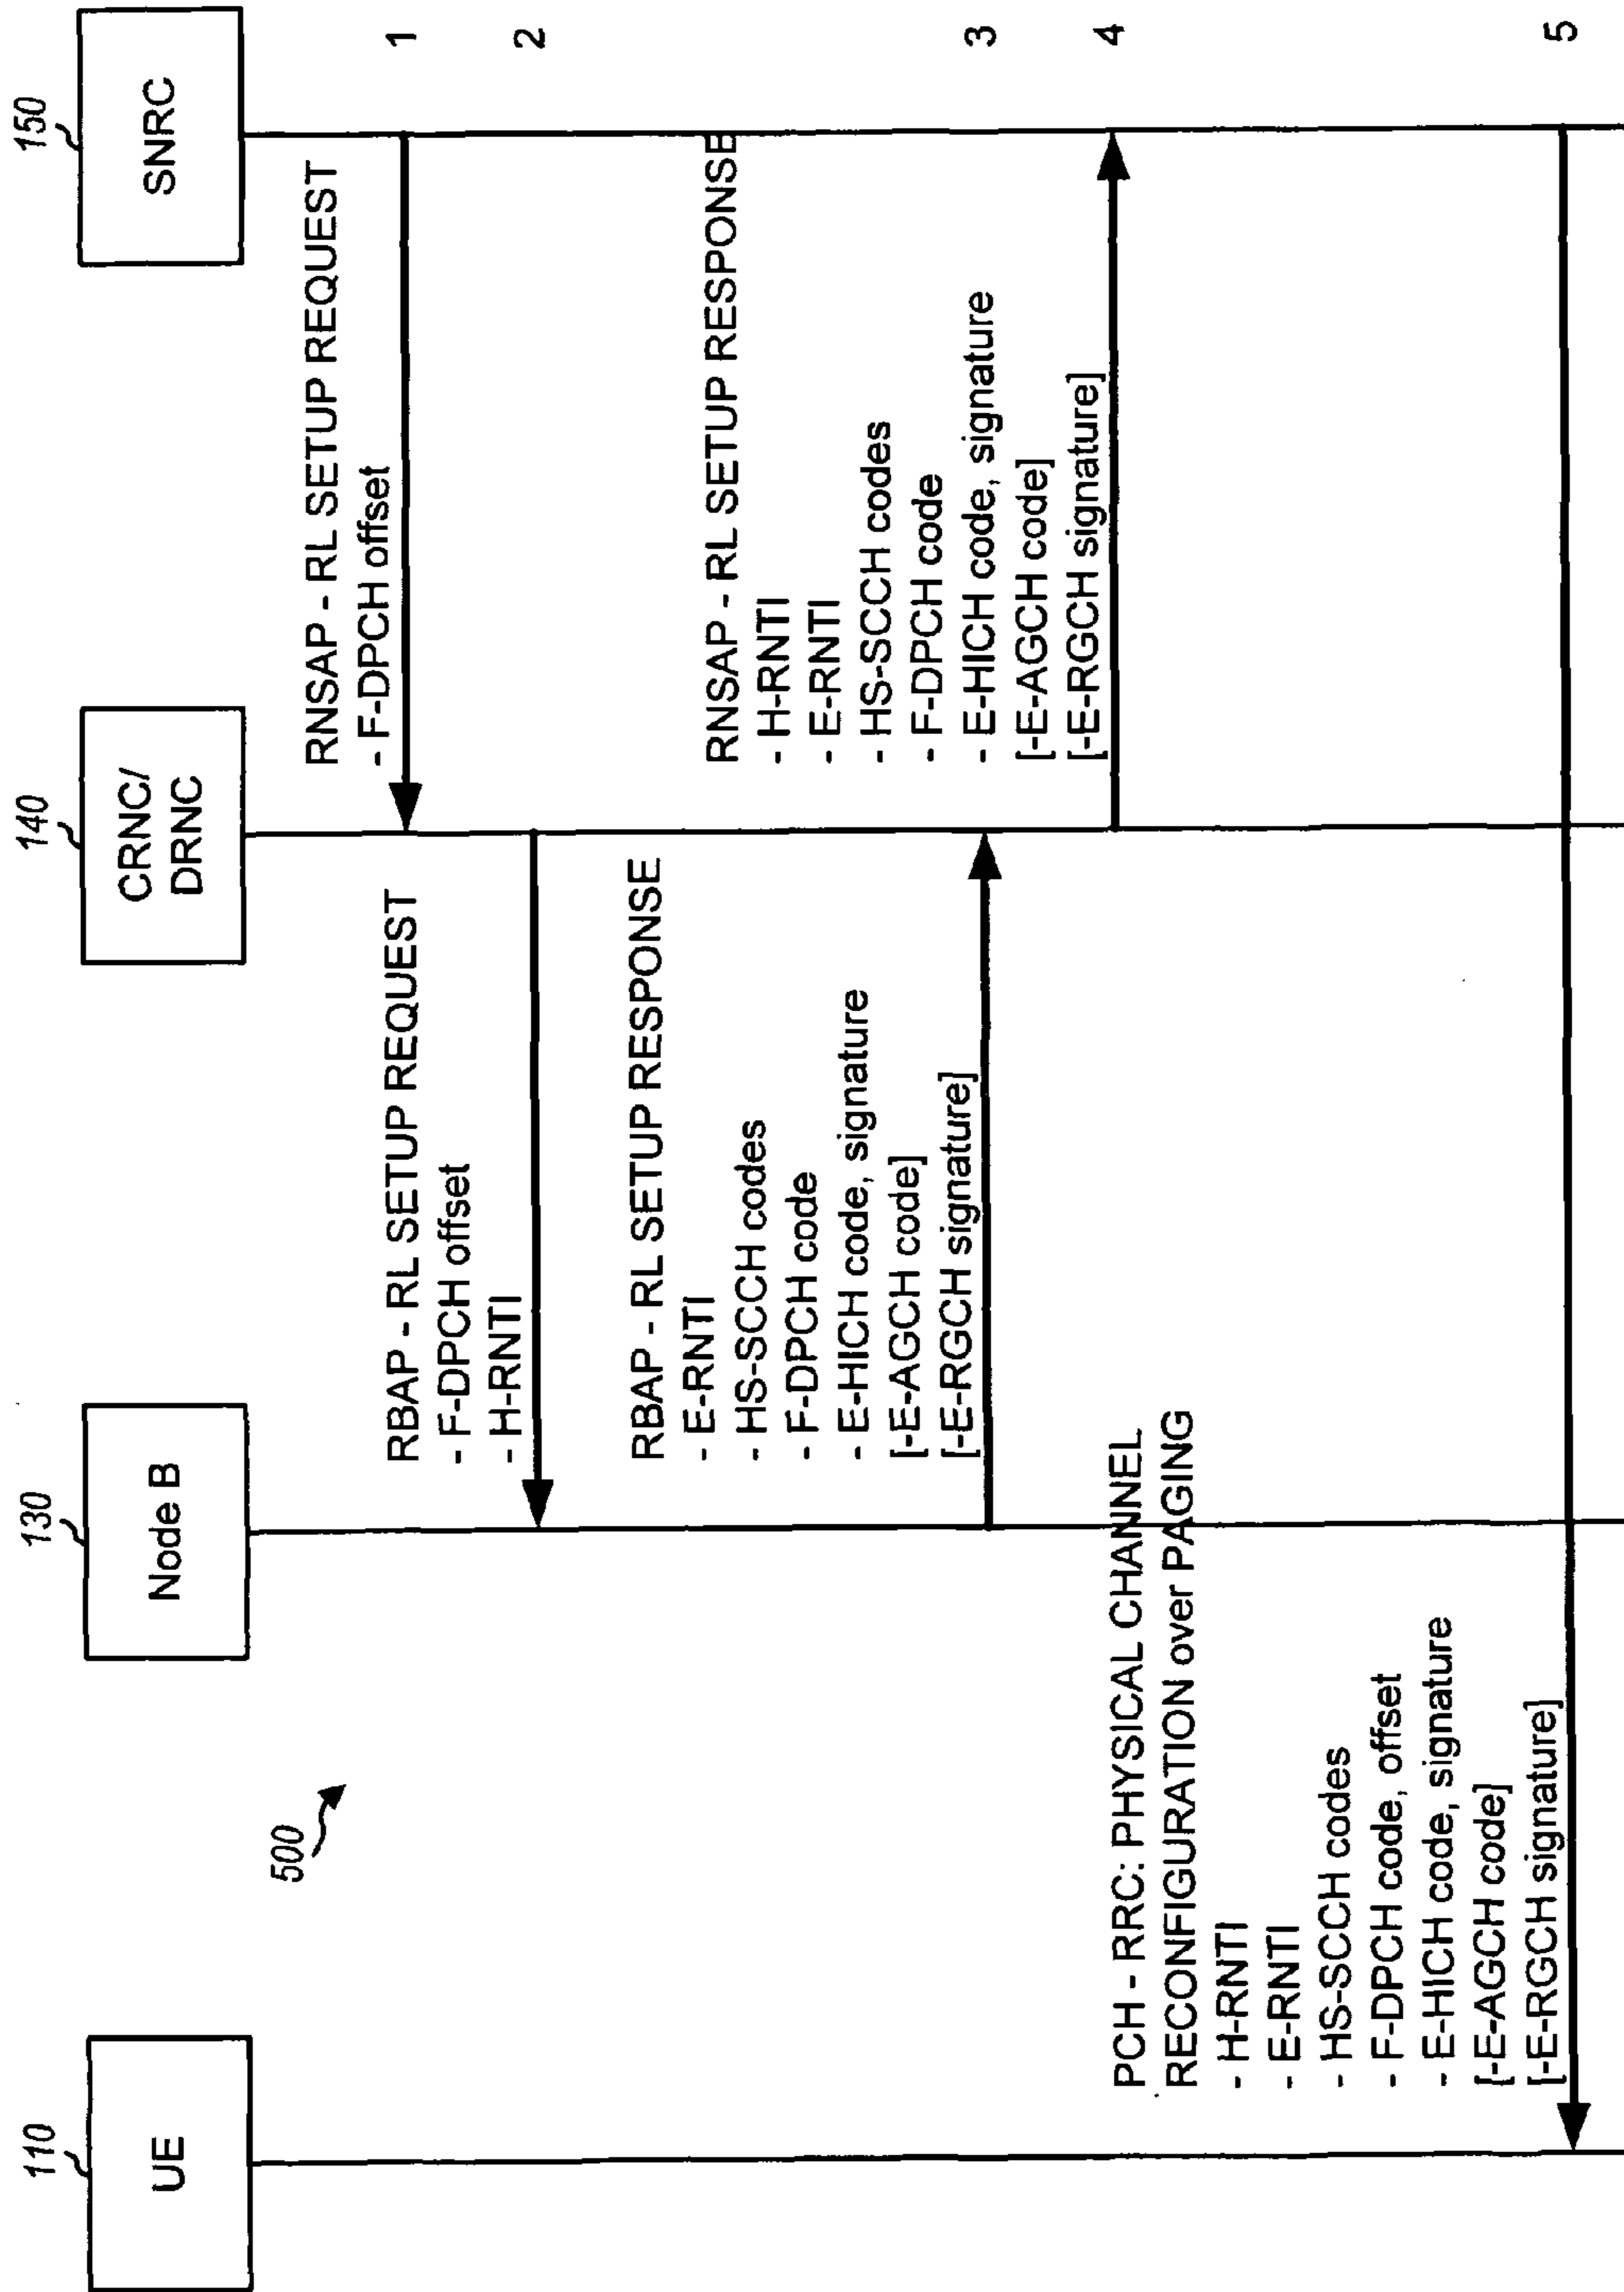 110
130
140
150
UE
Node B
CRNC/
DRNC
SNRC
500
RNSAP - RL SETUP REQUEST
- F-DPCH offset
1
RBAP - RL SETUP REQUEST
- F-DPCH offset
- H-RNTI
2
RBAP - RL SETUP RESPONSE
- E-RNTI
- HS-SCCH codes
- F-DPCH code
- E-HICH code, signature
[-E-AGCH code]
[-E-RGCH signature]
3
RNSAP - RL SETUP RESPONSE
- H-RNTI
- E-RNTI
- HS-SCCH codes
- F-DPCH code
- E-HICH code, signature
[-E-AGCH code]
[-E-RGCH signature]
4
PCH - RRC: PHYSICAL CHANNEL
RECONFIGURATION over PAGING
- H-RNTI
- E-RNTI
- HS-SCCH codes
- F-DPCH code, offset
- E-HICH code, signature
[-E-AGCH code]
[-E-RGCH signature]
5